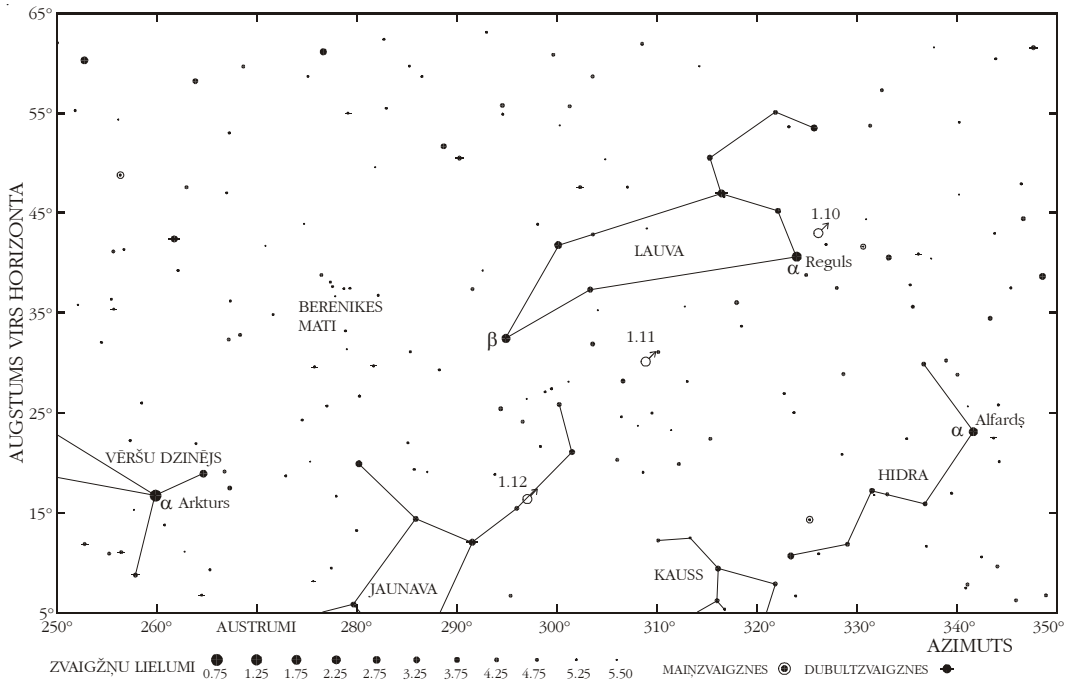 65°
55°
45°
35°
25°
15°
5°
AUGSTUMS VIRS HORIZONTA
1.10
LAUVA
α Reguls
BERENIKES
MATI
β
1.11
Alfards
α
VĒRŠU DZINĒJS
HIDRA
α Arkturs
1.12
KAUSS
JAUNAVA
250° 260° AUSTRUMI 280° 290° 300° 310° 320° 330° 340° 350°
AZIMUTS
ZVAIGŽŅU LIELUMI 0.75 1.25 1.75 2.25 2.75 3.25 3.75 4.25 4.75 5.25 5.50 MAIŅZVAIGZNES DUBULTZVAIGZNES